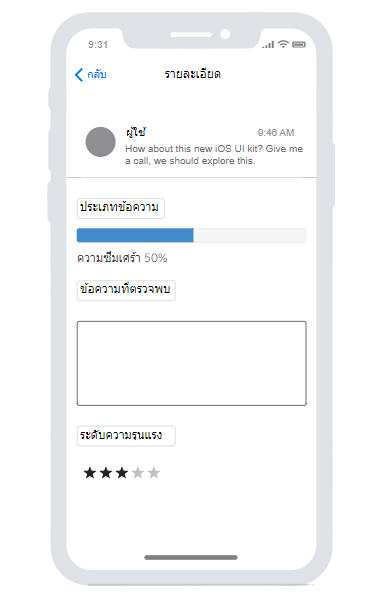 9:31
กลับ
รายละเอียด
ผู้ใช้
9:46 AM
How about this new iOS UI kit? Give me
a call, we should explore this.
ประเภทข้อความ
ความซึมเศร้า 50%
ข้อความที่ตรวจพบ
ระดับความรุนแรง